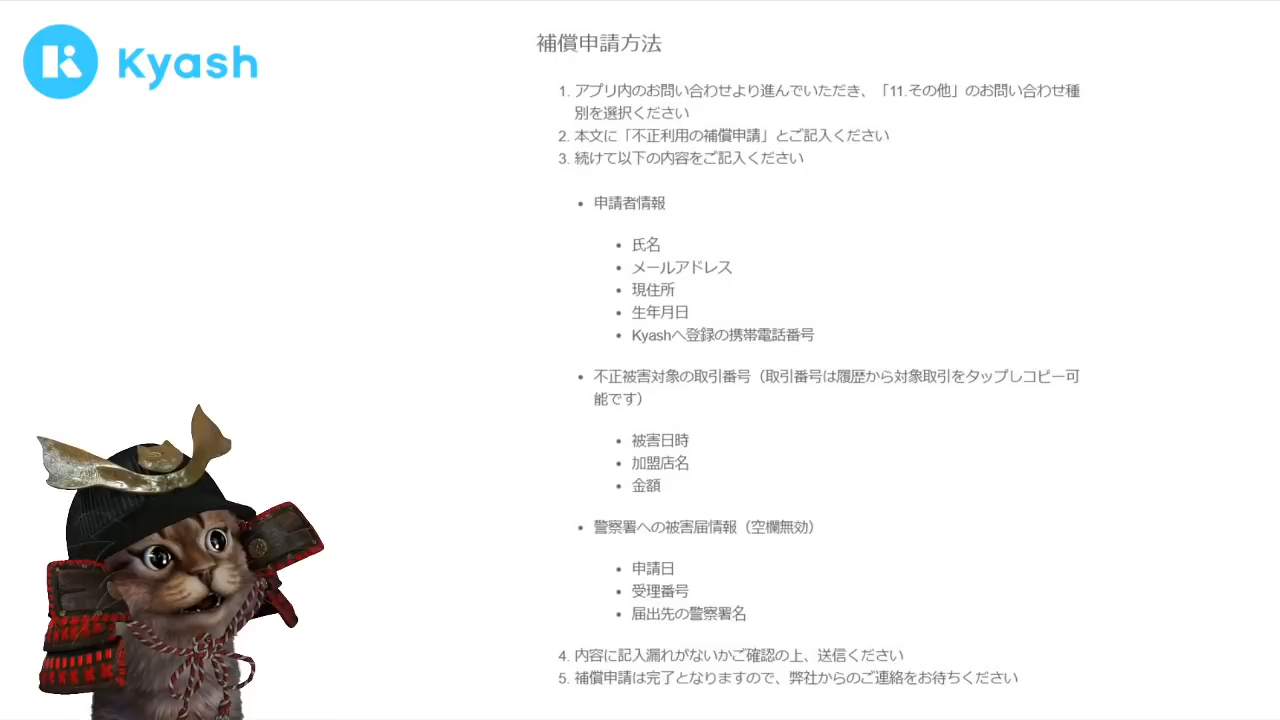 Kyash
補償申請方法
1. アプリ内のお問い合わせより進んでいただき、「11.その他」のお問い合わせ種
別を選択ください
2. 本文に「不正利用の補償申請」とご記入ください
3. 続けて以下の内容をご記入ください
• 申請者情報
• 氏名
• メールアドレス
• 現住所
• 生年月日
• Kyashへ登録の携帯電話番号
• 不正被害対象の取引番号（取引番号は履歴から対象取引をタップしコピー可
能です）
• 被害日時
• 加盟店名
• 金額
• 警察署への被害届情報（空欄無効）
• 申請日
• 受理番号
• 届出先の警察署名
4. 内容に記入漏れがないかご確認の上、送信ください
5. 補償申請は完了となりますので、弊社からのご連絡をお待ちください